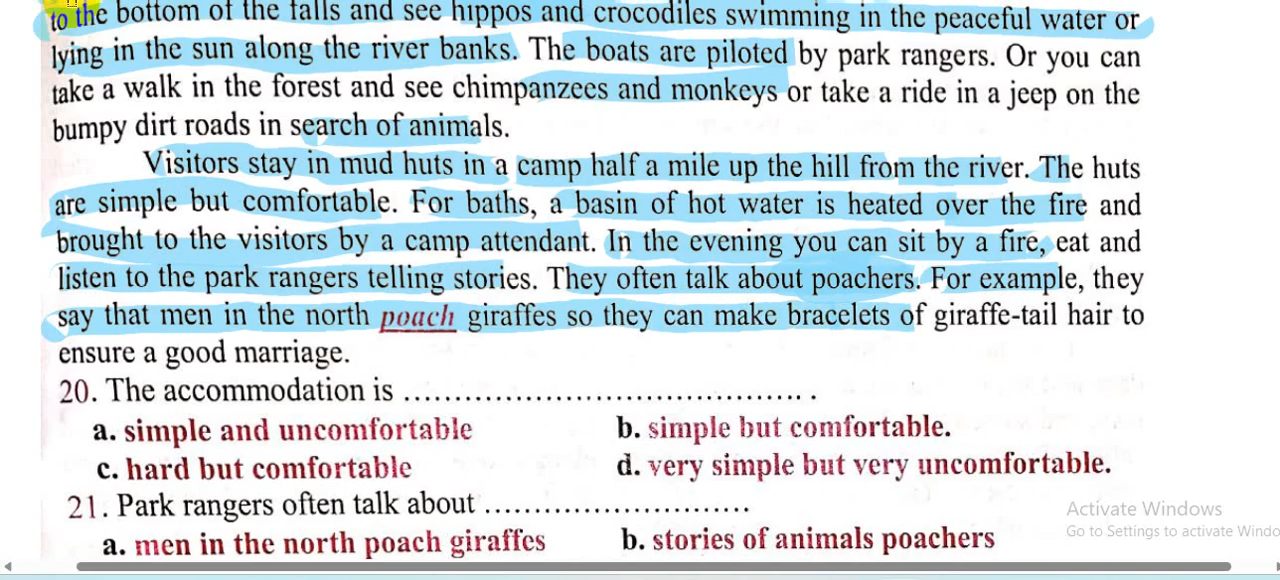 to the bottom of the falls and see hippos and crocodiles swimming in the peaceful water or
lying in the sun along the river banks. The boats are piloted by park rangers. Or you can
take a walk in the forest and see chimpanzees and monkeys or take a ride in a jeep on the
bumpy dirt roads in search of animals.
Visitors stay in mud huts in a camp half a mile up the hill from the river. The huts
are simple but comfortable. For baths, a basin of hot water is heated over the fire and
brought to the visitors by a camp attendant. In the evening you can sit by a fire, eat and
listen to the park rangers telling stories. They often talk about poachers. For example, they
say that men in the north poach giraffes so they can make bracelets of giraffe-tail hair to
ensure a good marriage.
20. The accommodation is ........................................ .
a. simple and uncomfortable b. simple but comfortable.
c. hard but comfortable d. very simple but very uncomfortable.
21. Park rangers often talk about ...........................
a. men in the north poach giraffes b. stories of animals poachers
Activate Windows
Go to Settings to activate Windo